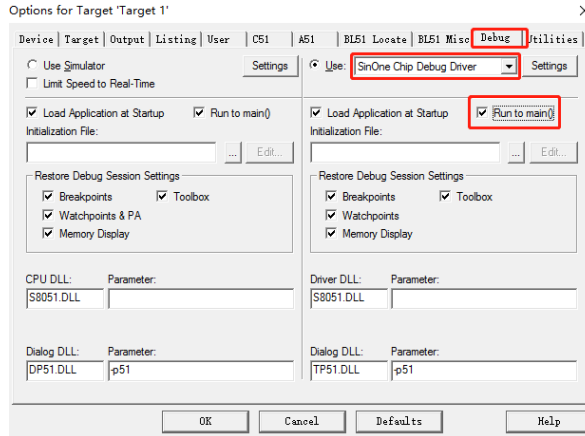 Options for Target 'Target 1'
Device Target Output Listing User C51 A51 BL51 Locate BL51 Misc Debug Utilities
Use Simulator Settings Use: SinOne Chip Debug Driver Settings
Limit Speed to Real-Time
Load Application at Startup Run to main() Load Application at Startup Run to main()
Initialization File: Initialization File:
... Edit... ... Edit...
Restore Debug Session Settings Restore Debug Session Settings
Breakpoints Toolbox Breakpoints Toolbox
Watchpoints & PA Watchpoints
Memory Display Memory Display
CPU DLL: Parameter: Driver DLL: Parameter:
S8051.DLL S8051.DLL
Dialog DLL: Parameter: Dialog DLL: Parameter:
DP51.DLL -p51 TP51.DLL -p51
OK Cancel Defaults Help